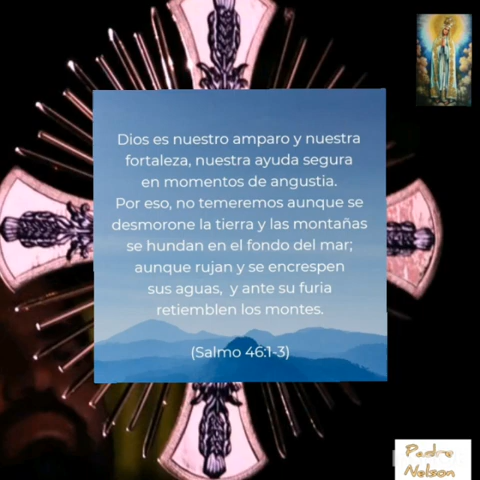 Dios es nuestro amparo y nuestra
fortaleza, nuestra ayuda segura
en momentos de angustia.
Por eso, no temeremos aunque se
desmorone la tierra y las montañas
se hundan en el fondo del mar;
aunque rujan y se encrespen
sus aguas, y ante su furia
retiemblen los montes.
(Salmo 46:1-3)
Padre
Nelson